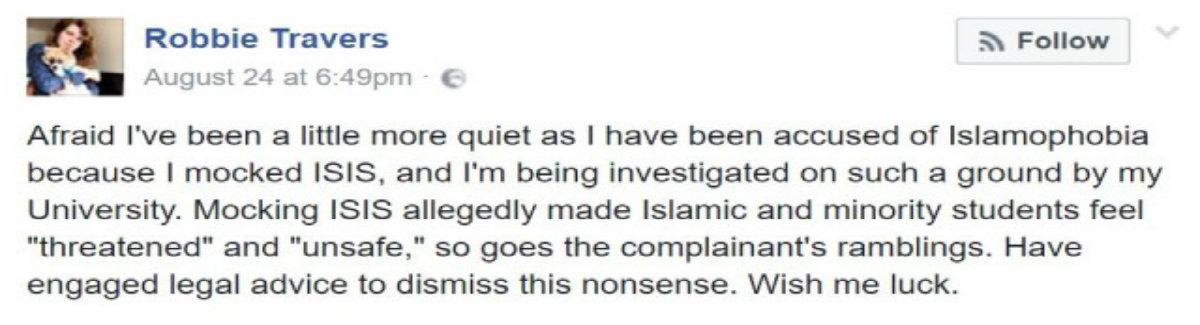 Robbie Travers
Follow
August 24 at 6:49pm ·
Afraid I've been a little more quiet as I have been accused of Islamophobia
because I mocked ISIS, and I'm being investigated on such a ground by my
University. Mocking ISIS allegedly made Islamic and minority students feel
"threatened" and "unsafe," so goes the complainant's ramblings. Have
engaged legal advice to dismiss this nonsense. Wish me luck.